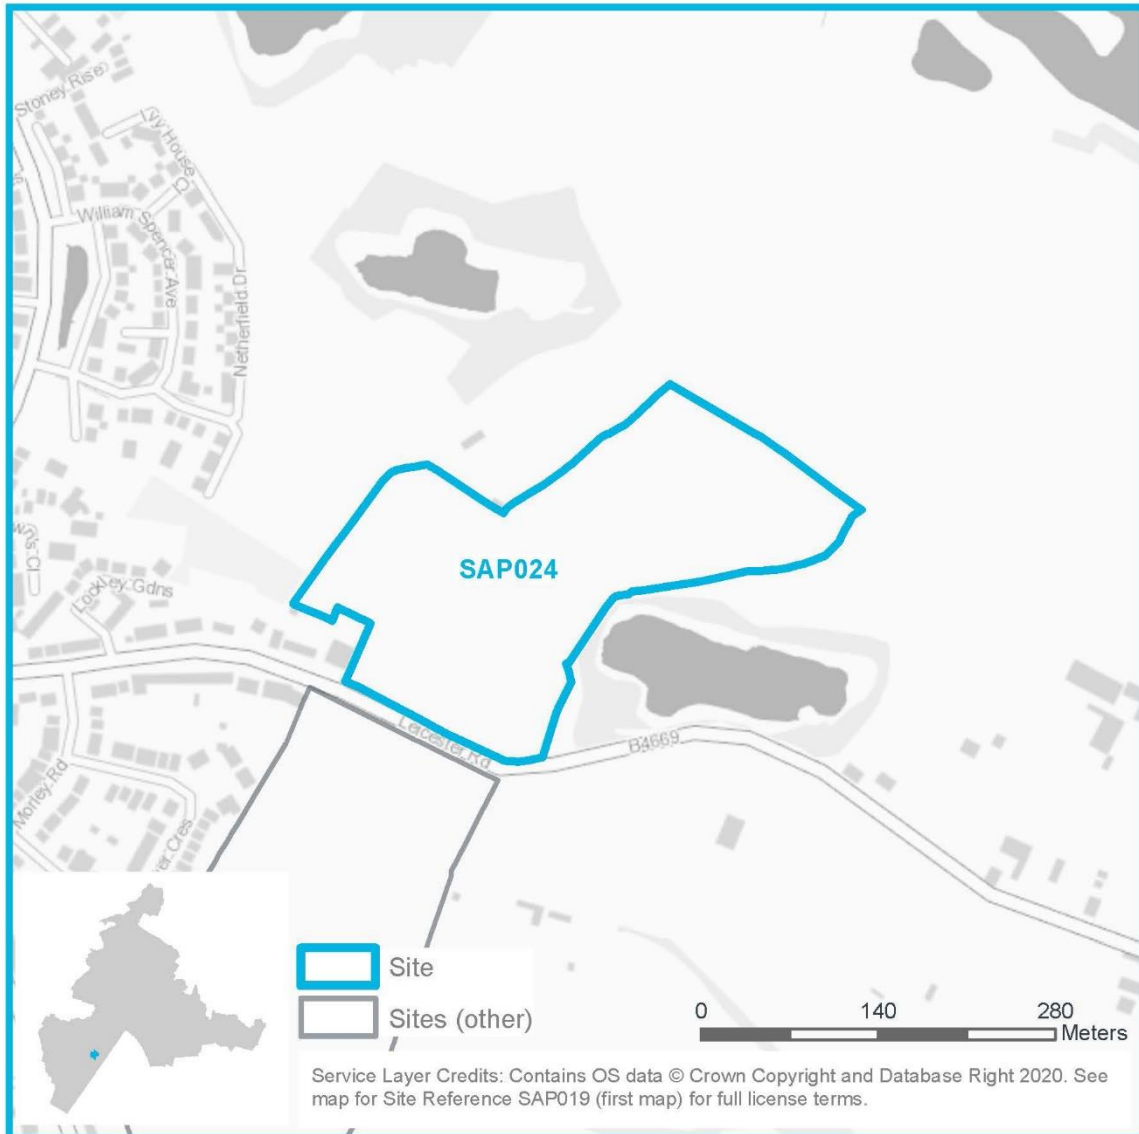 Stoney Rise
Ivy House
William Spencer Ave
Netherfield Dr
SAP024
Lockley Gdns
Leicester Rd
B4669
Morley Rd
Site
Sites (other)
0 140 280
Meters
Service Layer Credits: Contains OS data © Crown Copyright and Database Right 2020. See
map for Site Reference SAP019 (first map) for full license terms.